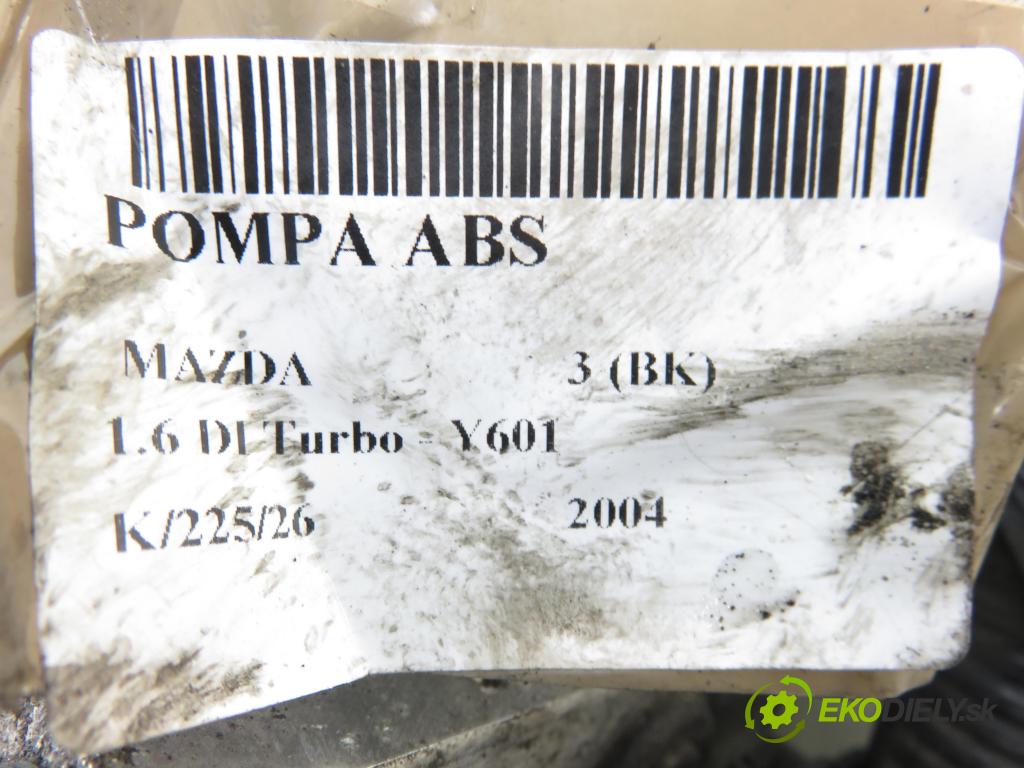 POMPA ABS
MAZDA 3 (BK)
1.6 DI Turbo - Y601
K/225/26 2004
EKODIELY.sk